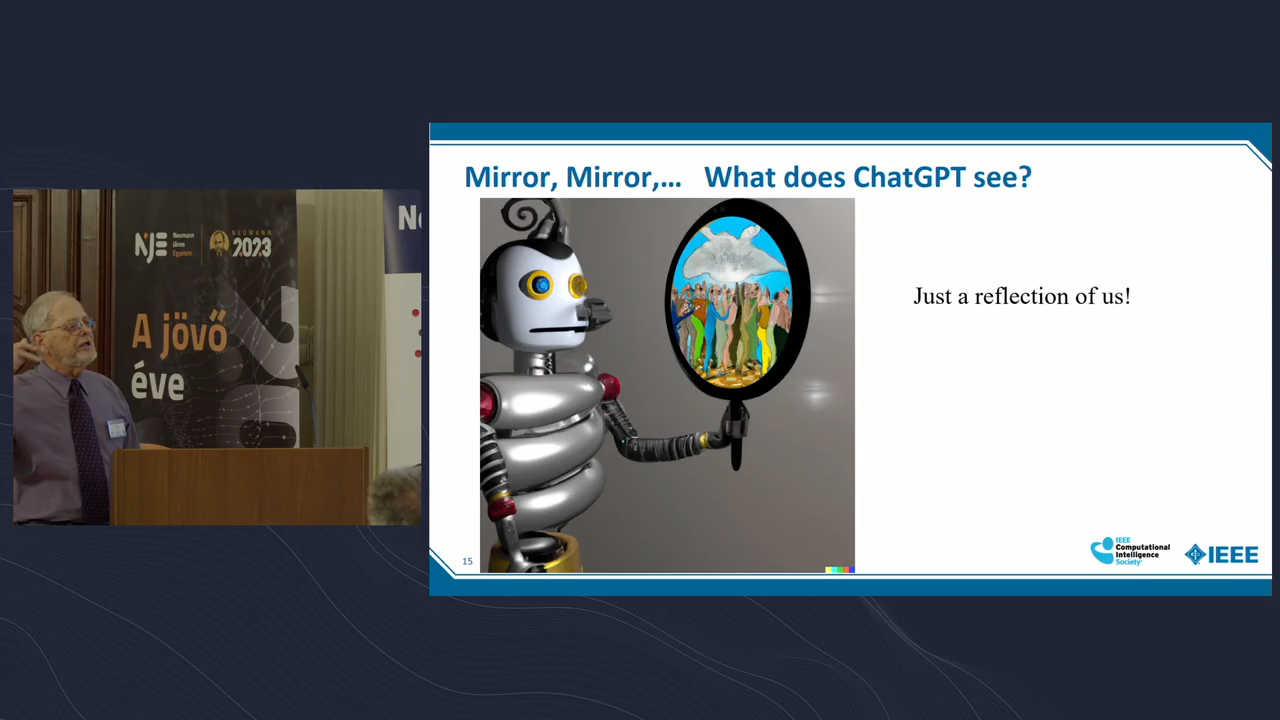 NJE
Neumann
János
Egyetem
NEUMANN
2023
A jövő
éve
Mirror, Mirror,... What does ChatGPT see?
Just a reflection of us!
15
IEEE
Computational
Intelligence
Society
IEEE